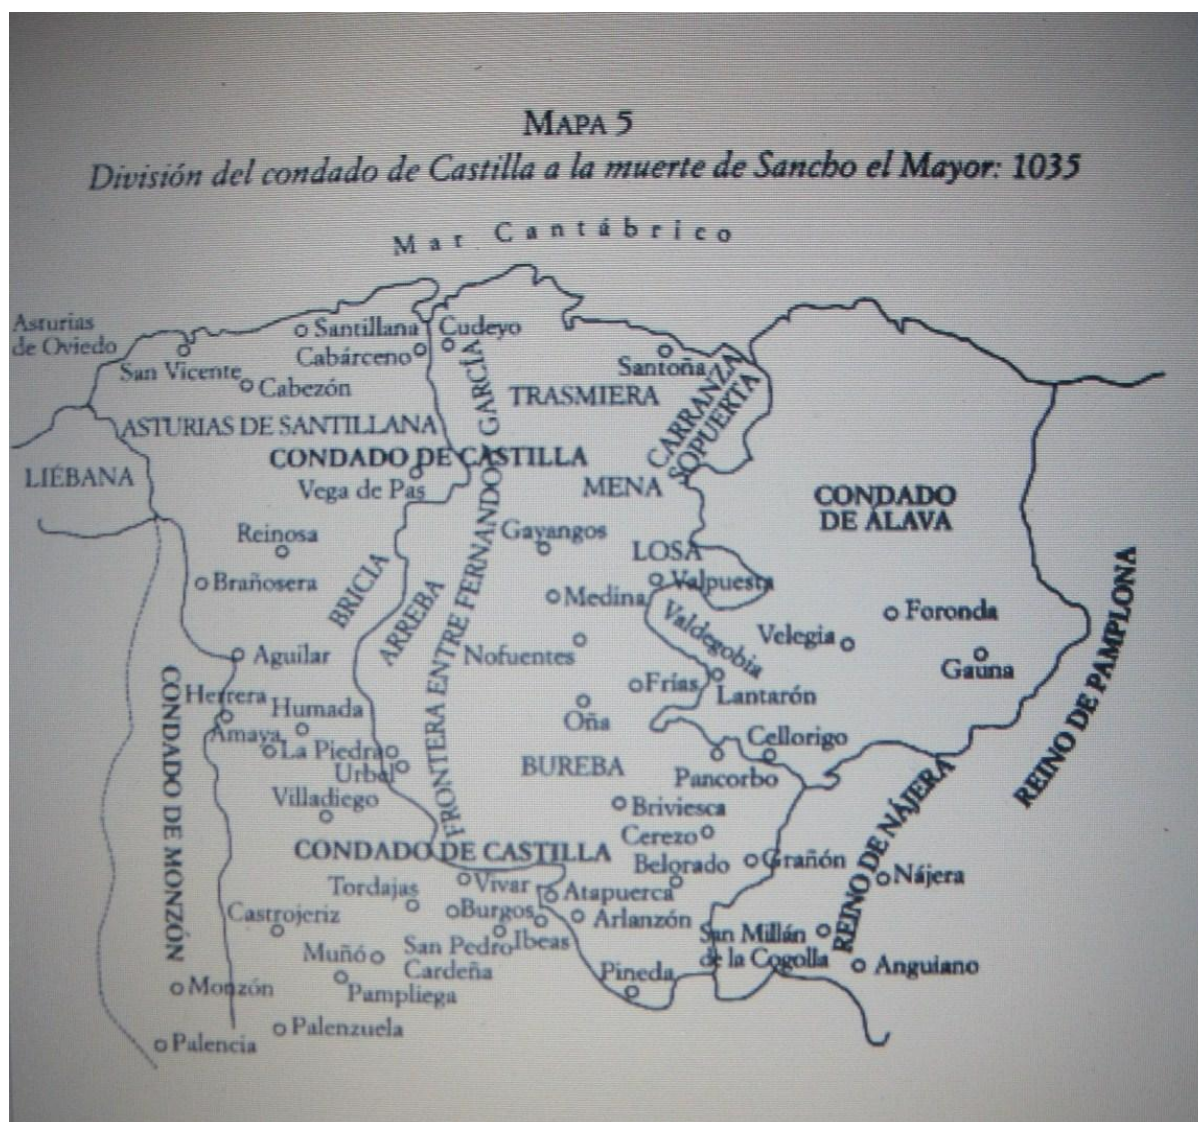 MAPA 5
División del condado de Castilla a la muerte de Sancho el Mayor: 1035
Mar Cantábrico
Asturias
de Oviedo
Santillana
Cudeyo
San Vicente
Cabárceno
Santoña
Cabezón
TRASMIERA
CARRANZA
SOPUERTA
ASTURIAS DE SANTILLANA
CONDADO DE CASTILLA
LIÉBANA
Vega de Pas
MENA
CONDADO
DE ÁLAVA
Reinosa
Gayangos
LOSA
Brañosera
BRICIA
ARREBA
FRONTERA ENTRE FERNANDO Y GARCÍA
Medina
Valpuesta
Valdegobia
Velegia
Foronda
Gauna
REINO DE PAMPLONA
Aguilar
Nofuentes
Frías
Lantarón
CONDADO DE MONZÓN
Herrera
Humada
Oña
Amaya
La Piedra
Urbel
BUREBA
Cellorigo
Pancorbo
Villadiego
Briviesca
Cerezo
REINO DE NÁJERA
CONDADO DE CASTILLA
Belorado
Grañón
Nájera
Tordajas
Vivar
Atapuerca
Castrojeriz
Burgos
Arlanzón
Muñó
San Pedro
Cardeña
Ibeas
San Millán
de la Cogolla
Anguiano
Monzón
Pampliega
Pineda
Palenzuela
Palencia